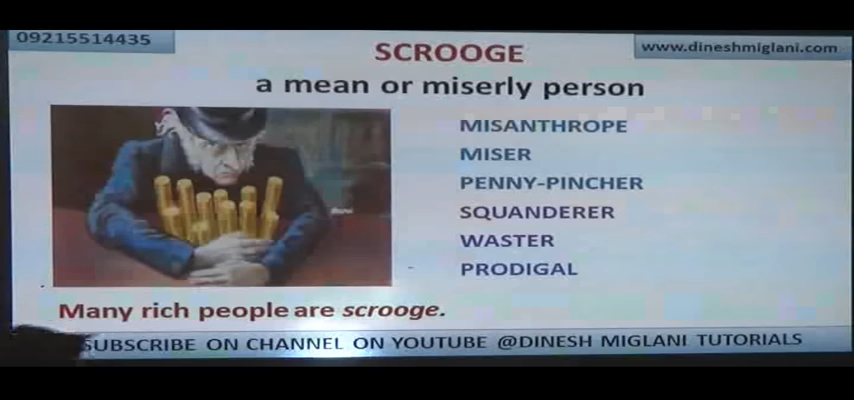 09215514435
www.dineshmiglani.com
SCROOGE
a mean or miserly person
MISANTHROPE
MISER
PENNY-PINCHER
SQUANDERER
WASTER
PRODIGAL
Many rich people are scrooge.
SUBSCRIBE ON CHANNEL ON YOUTUBE @DINESH MIGLANI TUTORIALS